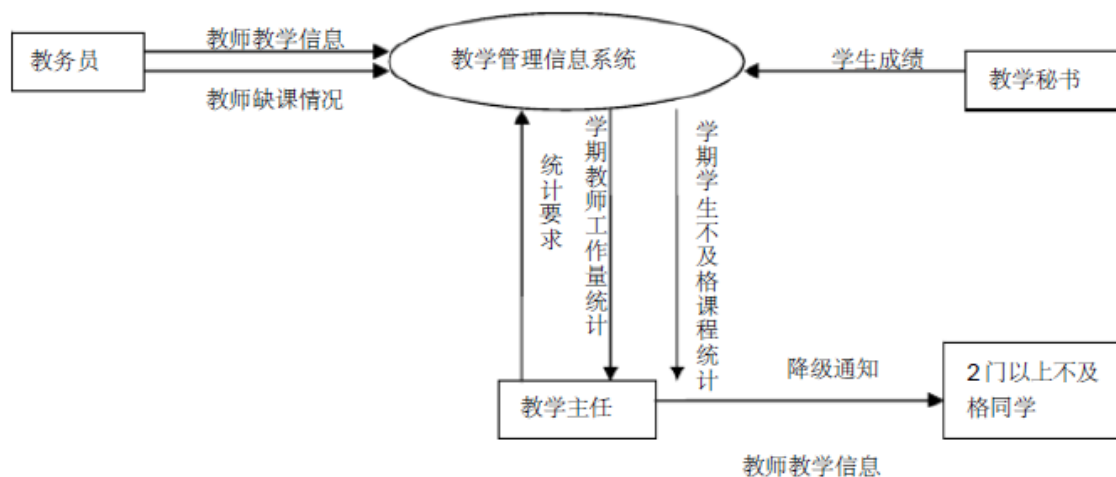 教师教学信息
教务员
教师缺课情况
教学管理信息系统
学生成绩
教学秘书
统计要求
学期教师工作量统计
学期学生不及格课程统计
教学主任
降级通知
2门以上不及
格同学
教师教学信息